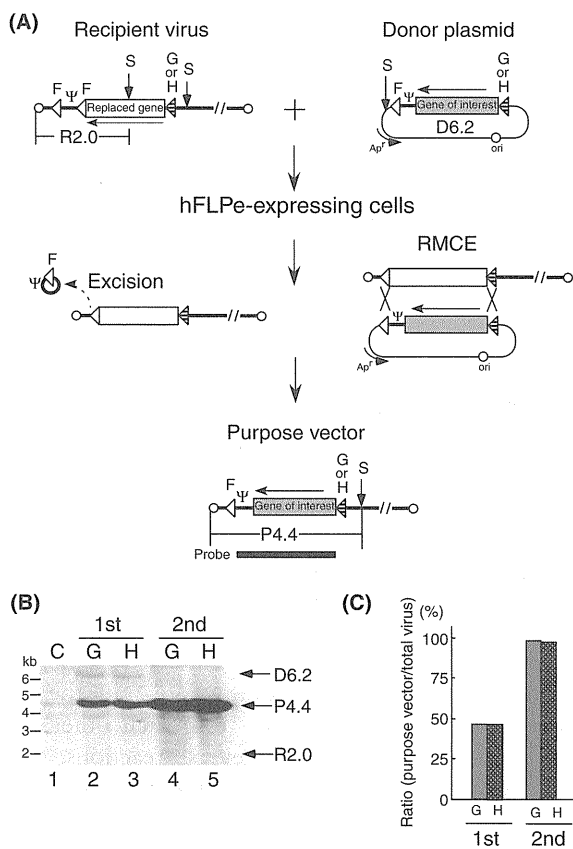 (A)
Recipient virus
Donor plasmid
S
G
or
H
S
F Ψ F
Replaced gene
//
R2.0
+
S
F Ψ
G
or
H
Gene of interest
D6.2
Apr
ori
hFLPe-expressing cells
RMCE
F
Ψ
Excision
//
//
Ψ
Apr
ori
Purpose vector
G
or
H
S
F Ψ
Gene of interest
//
P4.4
Probe
(B)
1st 2nd
C G H G H
kb
6
5
4
3
2
D6.2
P4.4
R2.0
1 2 3 4 5
(C)
(%)
Ratio (purpose vector/total virus)
100
75
50
25
0
G H G H
1st 2nd